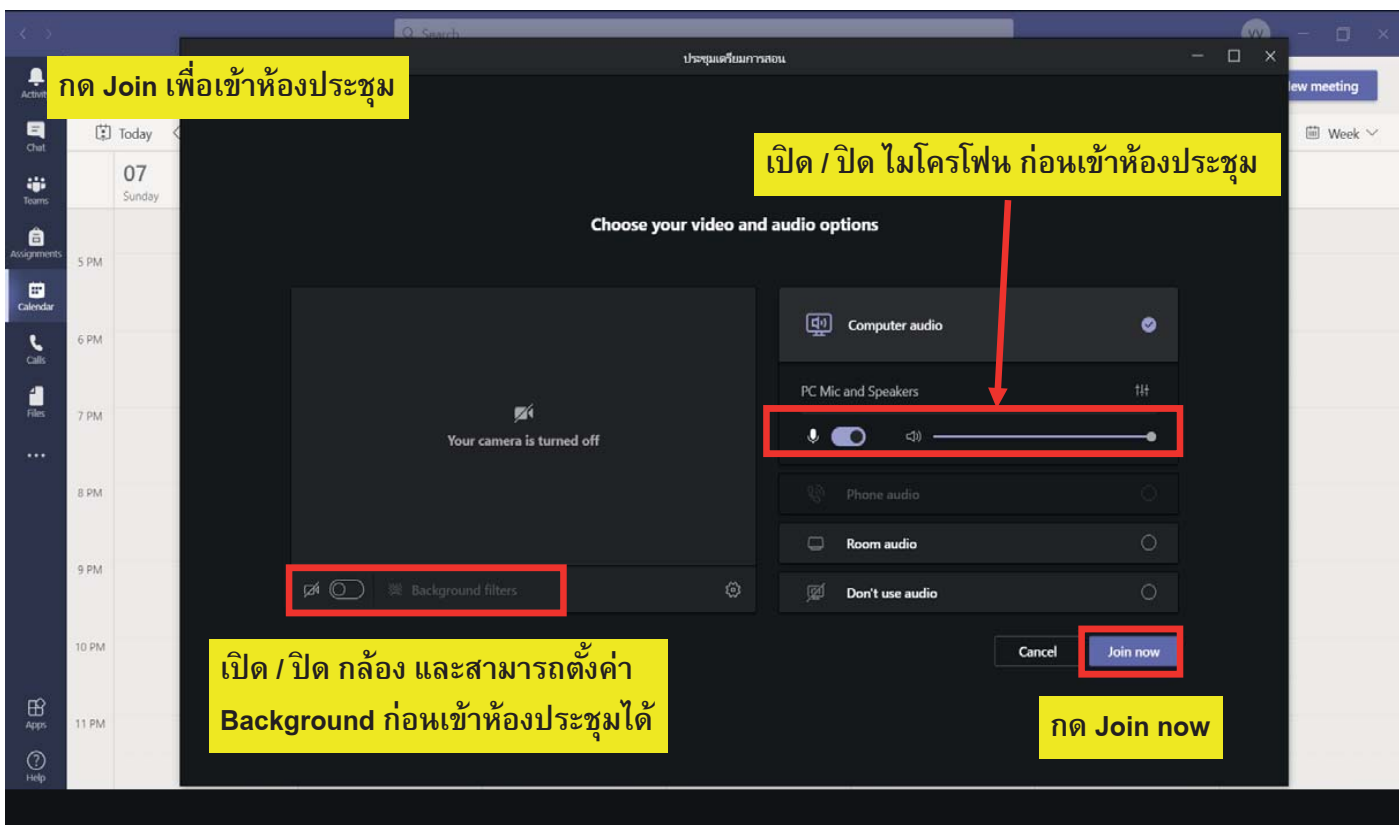 Search
VV
ประชุมเตรียมการสอน
กด Join เพื่อเข้าห้องประชุม
Activit
ew meeting
Chat
Today
Week
เปิด / ปิด ไมโครโฟน ก่อนเข้าห้องประชุม
07
Sunday
Teams
Choose your video and audio options
Assignments
5 PM
Calendar
Computer audio
6 PM
Calls
PC Mic and Speakers
Files
7 PM
Your camera is turned off
8 PM
Phone audio
Room audio
9 PM
Background filters
Don't use audio
10 PM
Cancel
Join now
เปิด / ปิด กล้อง และสามารถตั้งค่า
Background ก่อนเข้าห้องประชุมได้
กด Join now
Apps
11 PM
Help